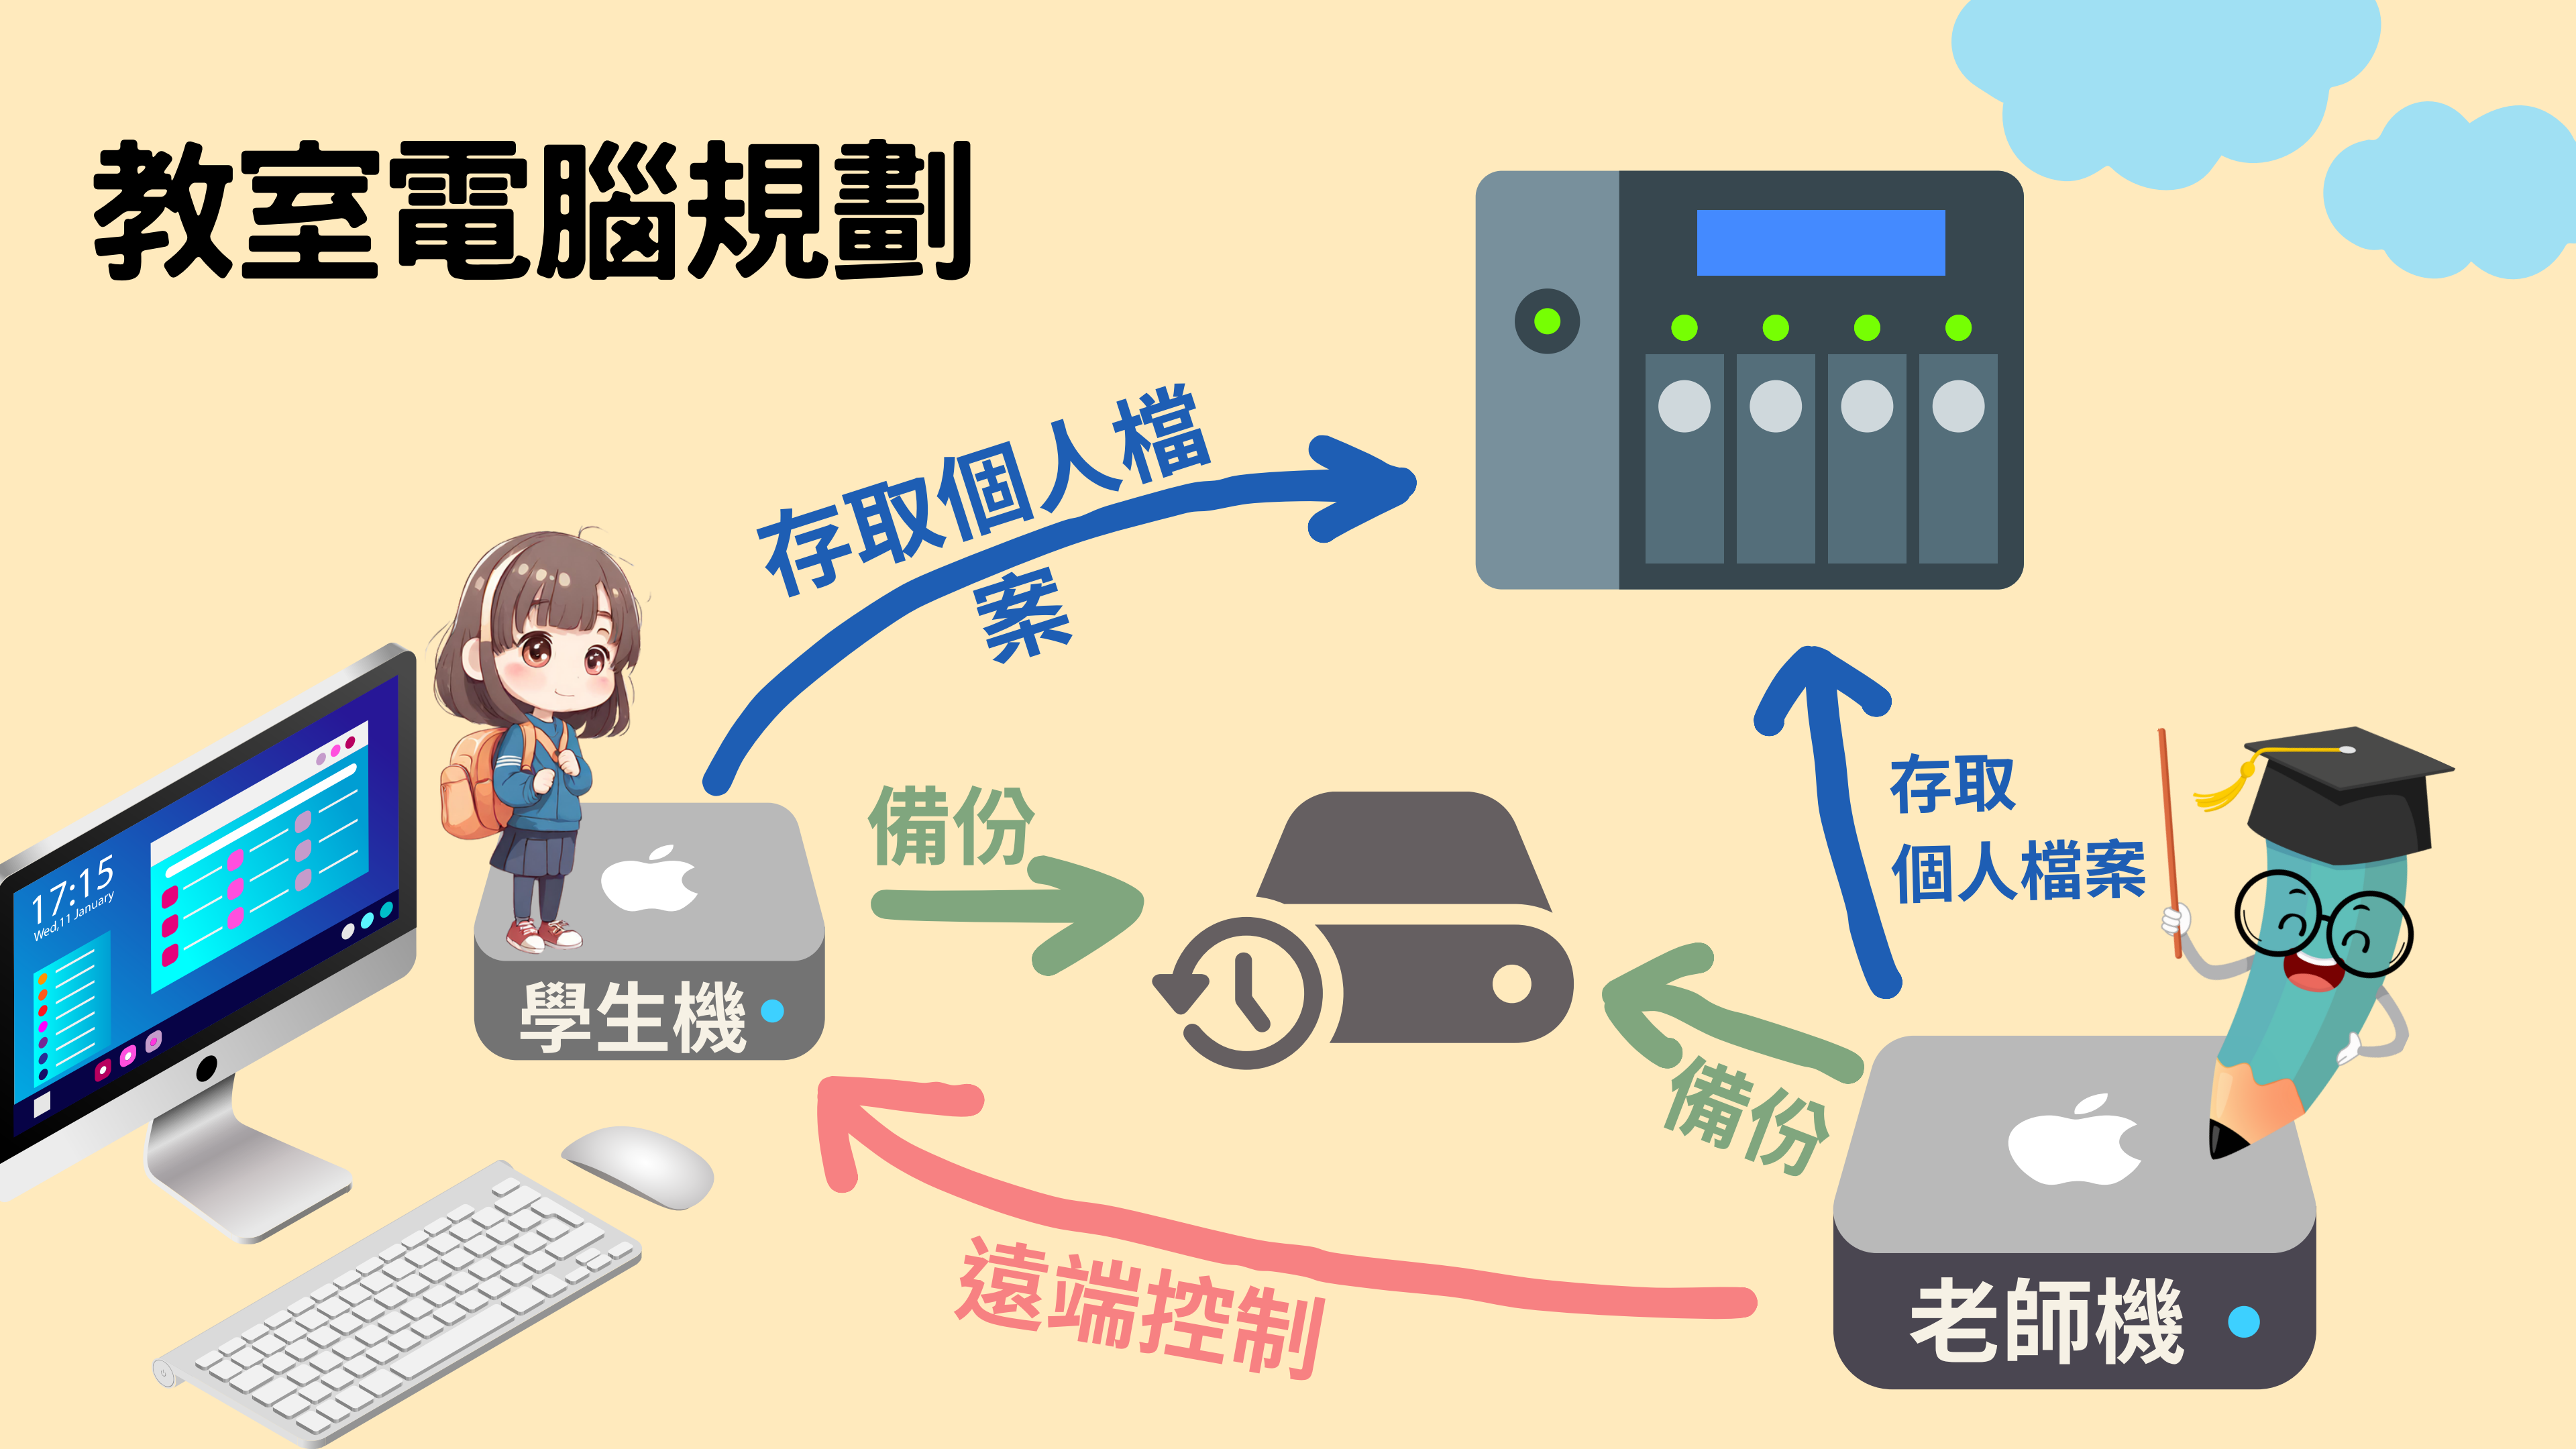 教室電腦規劃
存取個人檔
案
備份
存取
個人檔案
17:15
Wed,11 January
學生機
備份
遠端控制
老師機